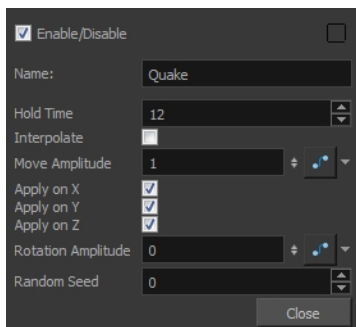 Enable/Disable
Name: Quake
Hold Time 12
Interpolate
Move Amplitude 1
Apply on X
Apply on Y
Apply on Z
Rotation Amplitude 0
Random Seed 0
Close